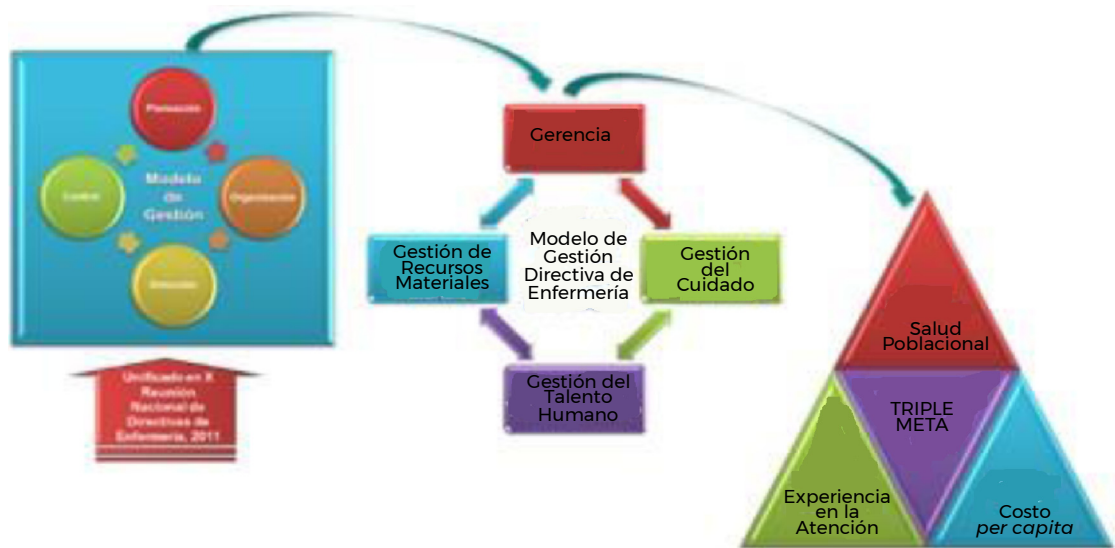 Planeación
Control
Modelo
de
Gestión
Organización
Dirección
Unificado en X
Reunión
Nacional de
Directivas de
Enfermería, 2011
Gerencia
Gestión de
Recursos
Materiales
Modelo de
Gestión
Directiva de
Enfermería
Gestión
del
Cuidado
Gestión del
Talento
Humano
Salud
Poblacional
TRIPLE
META
Experiencia
en la
Atención
Costo
per capita